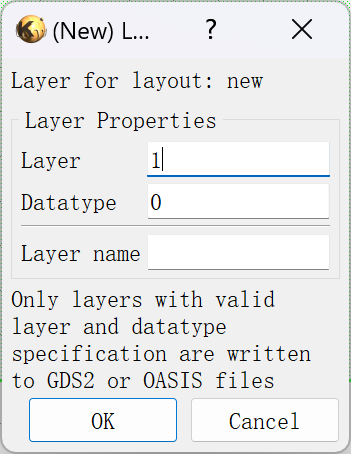 (New) L...
?
Layer for layout: new
Layer Properties
Layer 1
Datatype 0
Layer name
Only layers with valid
layer and datatype
specification are written
to GDS2 or OASIS files
OK Cancel